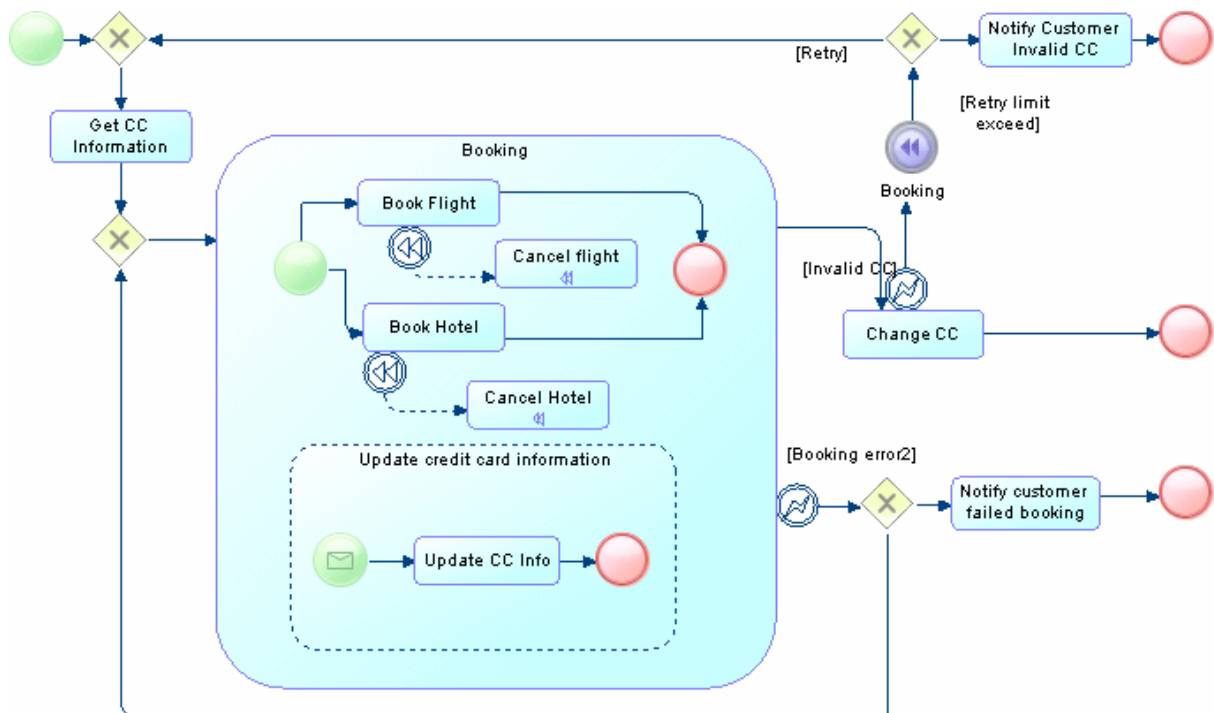 Notify Customer
Invalid CC
[Retry]
[Retry limit
exceed]
Get CC
Information
Booking
Booking
Book Flight
Cancel flight
[Invalid CC]
Book Hotel
Change CC
Cancel Hotel
Update credit card information
[Booking error2]
Notify customer
failed booking
Update CC Info